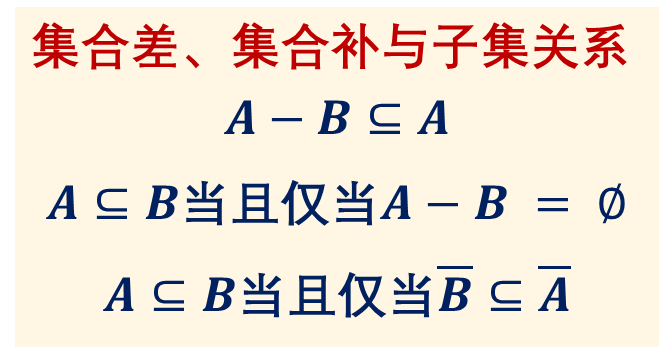 集合差、集合补与子集关系
A − B ⊆ A
A ⊆ B当且仅当A − B = ∅
A ⊆ B当且仅当B̅ ⊆ A̅